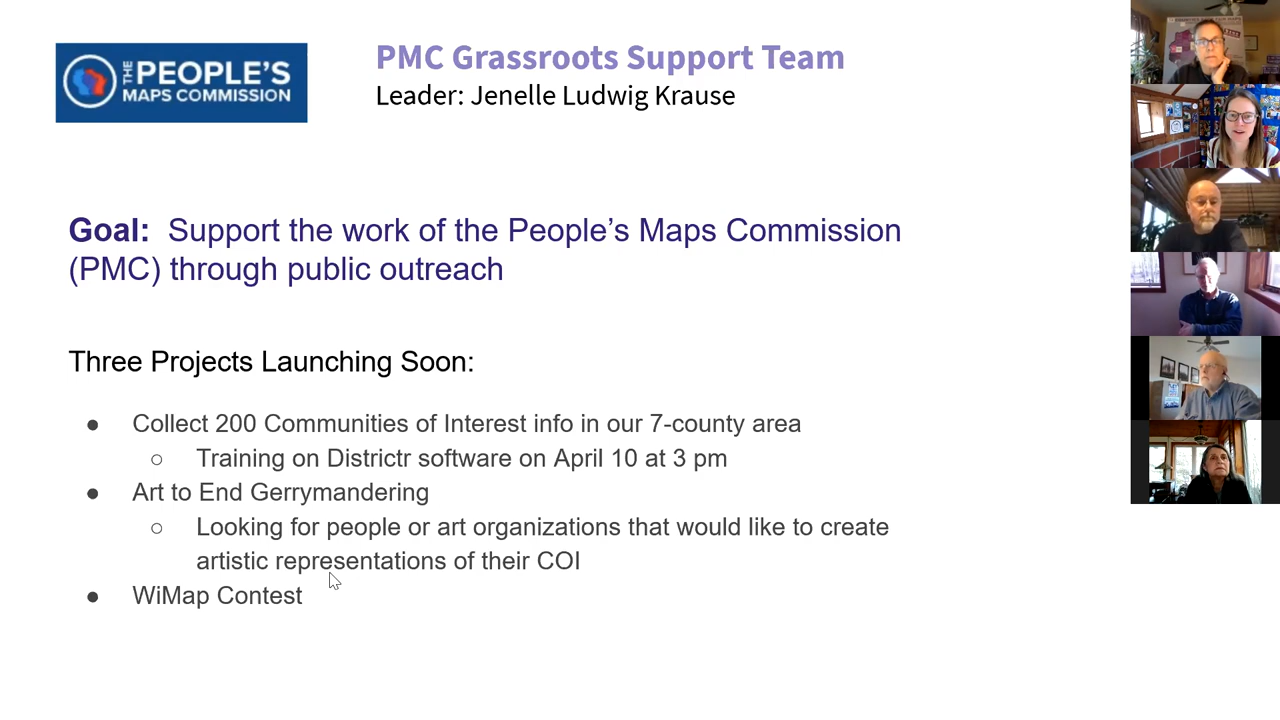 THE PEOPLE'S
MAPS COMMISSION
PMC Grassroots Support Team
Leader: Jenelle Ludwig Krause
Goal: Support the work of the People's Maps Commission
(PMC) through public outreach
Three Projects Launching Soon:
● Collect 200 Communities of Interest info in our 7-county area
○ Training on Districtr software on April 10 at 3 pm
● Art to End Gerrymandering
○ Looking for people or art organizations that would like to create
artistic representations of their COI
● WiMap Contest